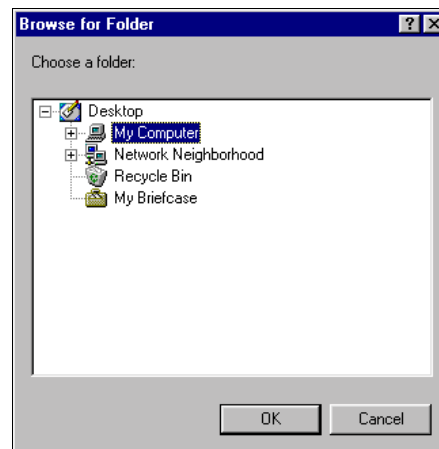 Browse for Folder
Choose a folder:
Desktop
My Computer
Network Neighborhood
Recycle Bin
My Briefcase
OK Cancel